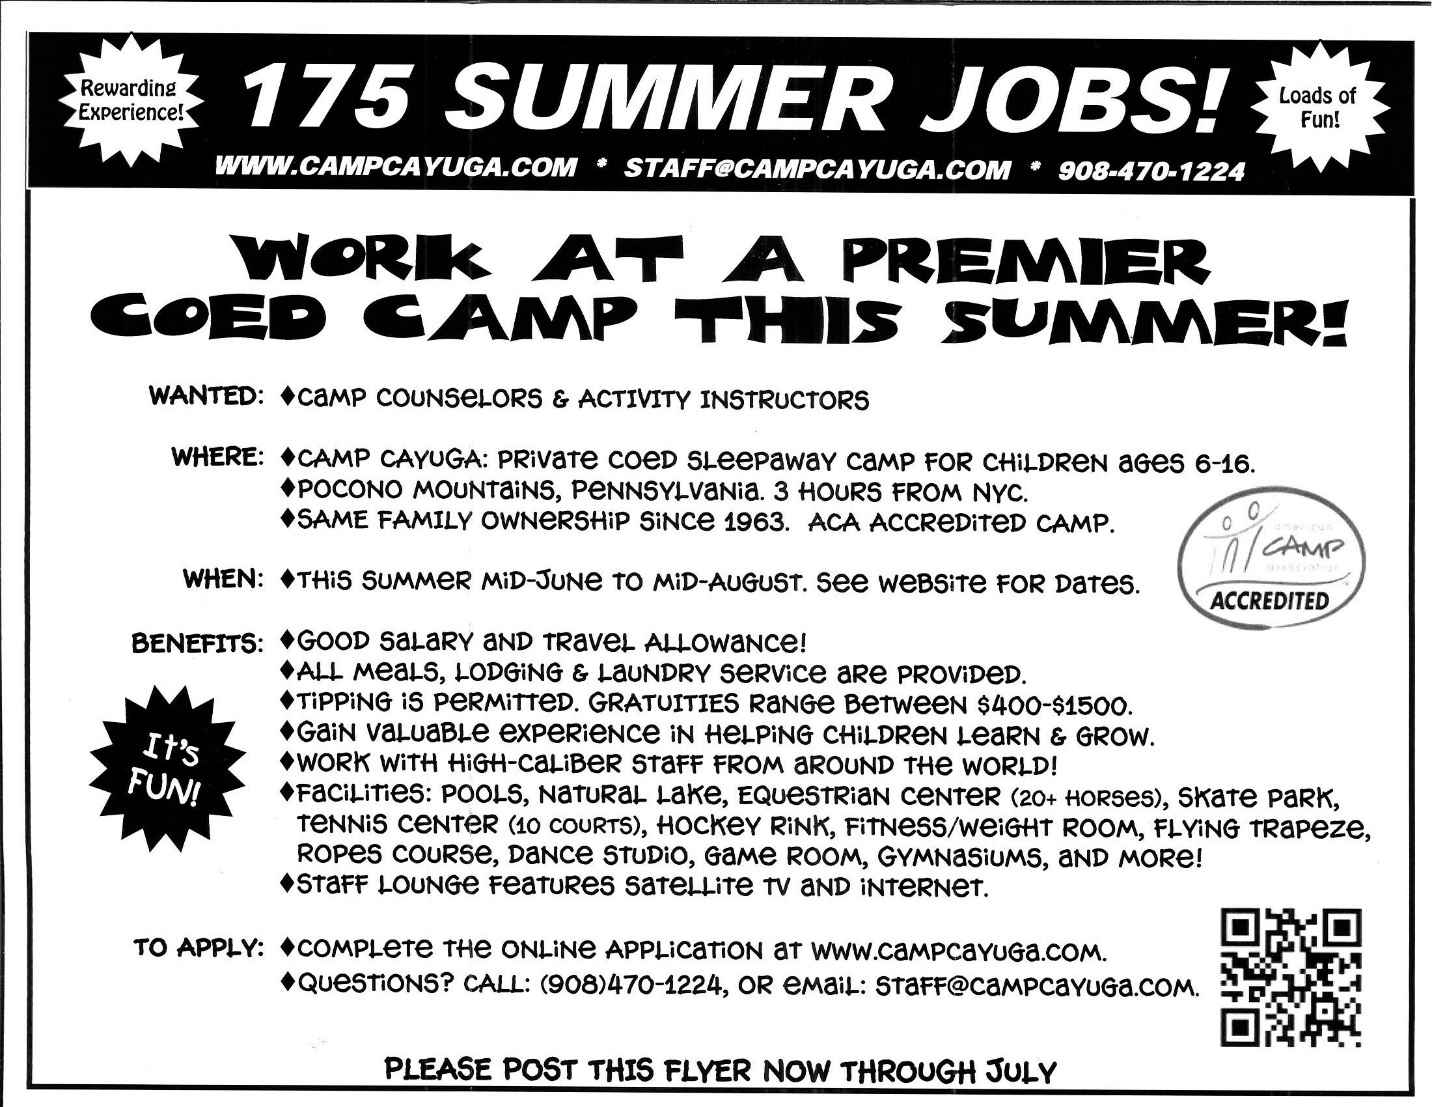 Rewarding
Experience!
175 SUMMER JOBS!
Loads of
Fun!
WWW.CAMPCAYUGA.COM * STAFF@CAMPCAYUGA.COM * 908-470-1224
WORK AT A PREMIER
COED CAMP THIS SUMMER!
WANTED: ♦CAMP COUNSELORS & ACTIVITY INSTRUCTORS
WHERE: ♦CAMP CAYUGA: PRIVATE COED SLEEPAWAY CAMP FOR CHILDREN AGES 6-16.
♦POCONO MOUNTAINS, PENNSYLVANIA. 3 HOURS FROM NYC.
♦SAME FAMILY OWNERSHIP SINCE 1963. ACA ACCREDITED CAMP.
american
CAMP
association
ACCREDITED
WHEN: ♦THIS SUMMER MID-JUNE TO MID-AUGUST. SEE WEBSITE FOR DATES.
BENEFITS: ♦GOOD SALARY AND TRAVEL ALLOWANCE!
♦ALL MEALS, LODGING & LAUNDRY SERVICE ARE PROVIDED.
♦TIPPING IS PERMITTED. GRATUITIES RANGE BETWEEN $400-$1500.
♦GAIN VALUABLE EXPERIENCE IN HELPING CHILDREN LEARN & GROW.
♦WORK WITH HIGH-CALIBER STAFF FROM AROUND THE WORLD!
♦FACILITIES: POOLS, NATURAL LAKE, EQUESTRIAN CENTER (20+ HORSES), SKATE PARK,
TENNIS CENTER (10 COURTS), HOCKEY RINK, FITNESS/WEIGHT ROOM, FLYING TRAPEZE,
ROPES COURSE, DANCE STUDIO, GAME ROOM, GYMNASIUMS, AND MORE!
♦STAFF LOUNGE FEATURES SATELLITE TV AND INTERNET.
It's
FUN!
TO APPLY: ♦COMPLETE THE ONLINE APPLICATION AT WWW.CAMPCAYUGA.COM.
♦QUESTIONS? CALL: (908)470-1224, OR EMAIL: STAFF@CAMPCAYUGA.COM.
PLEASE POST THIS FLYER NOW THROUGH JULY